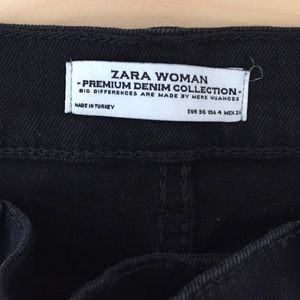 ZARA WOMAN
- PREMIUM DENIM COLLECTION -
BIG DIFFERENCES ARE MADE BY MERE NUANCES
MADE IN TURKEY
EUR 36 USA 4 MEX 26